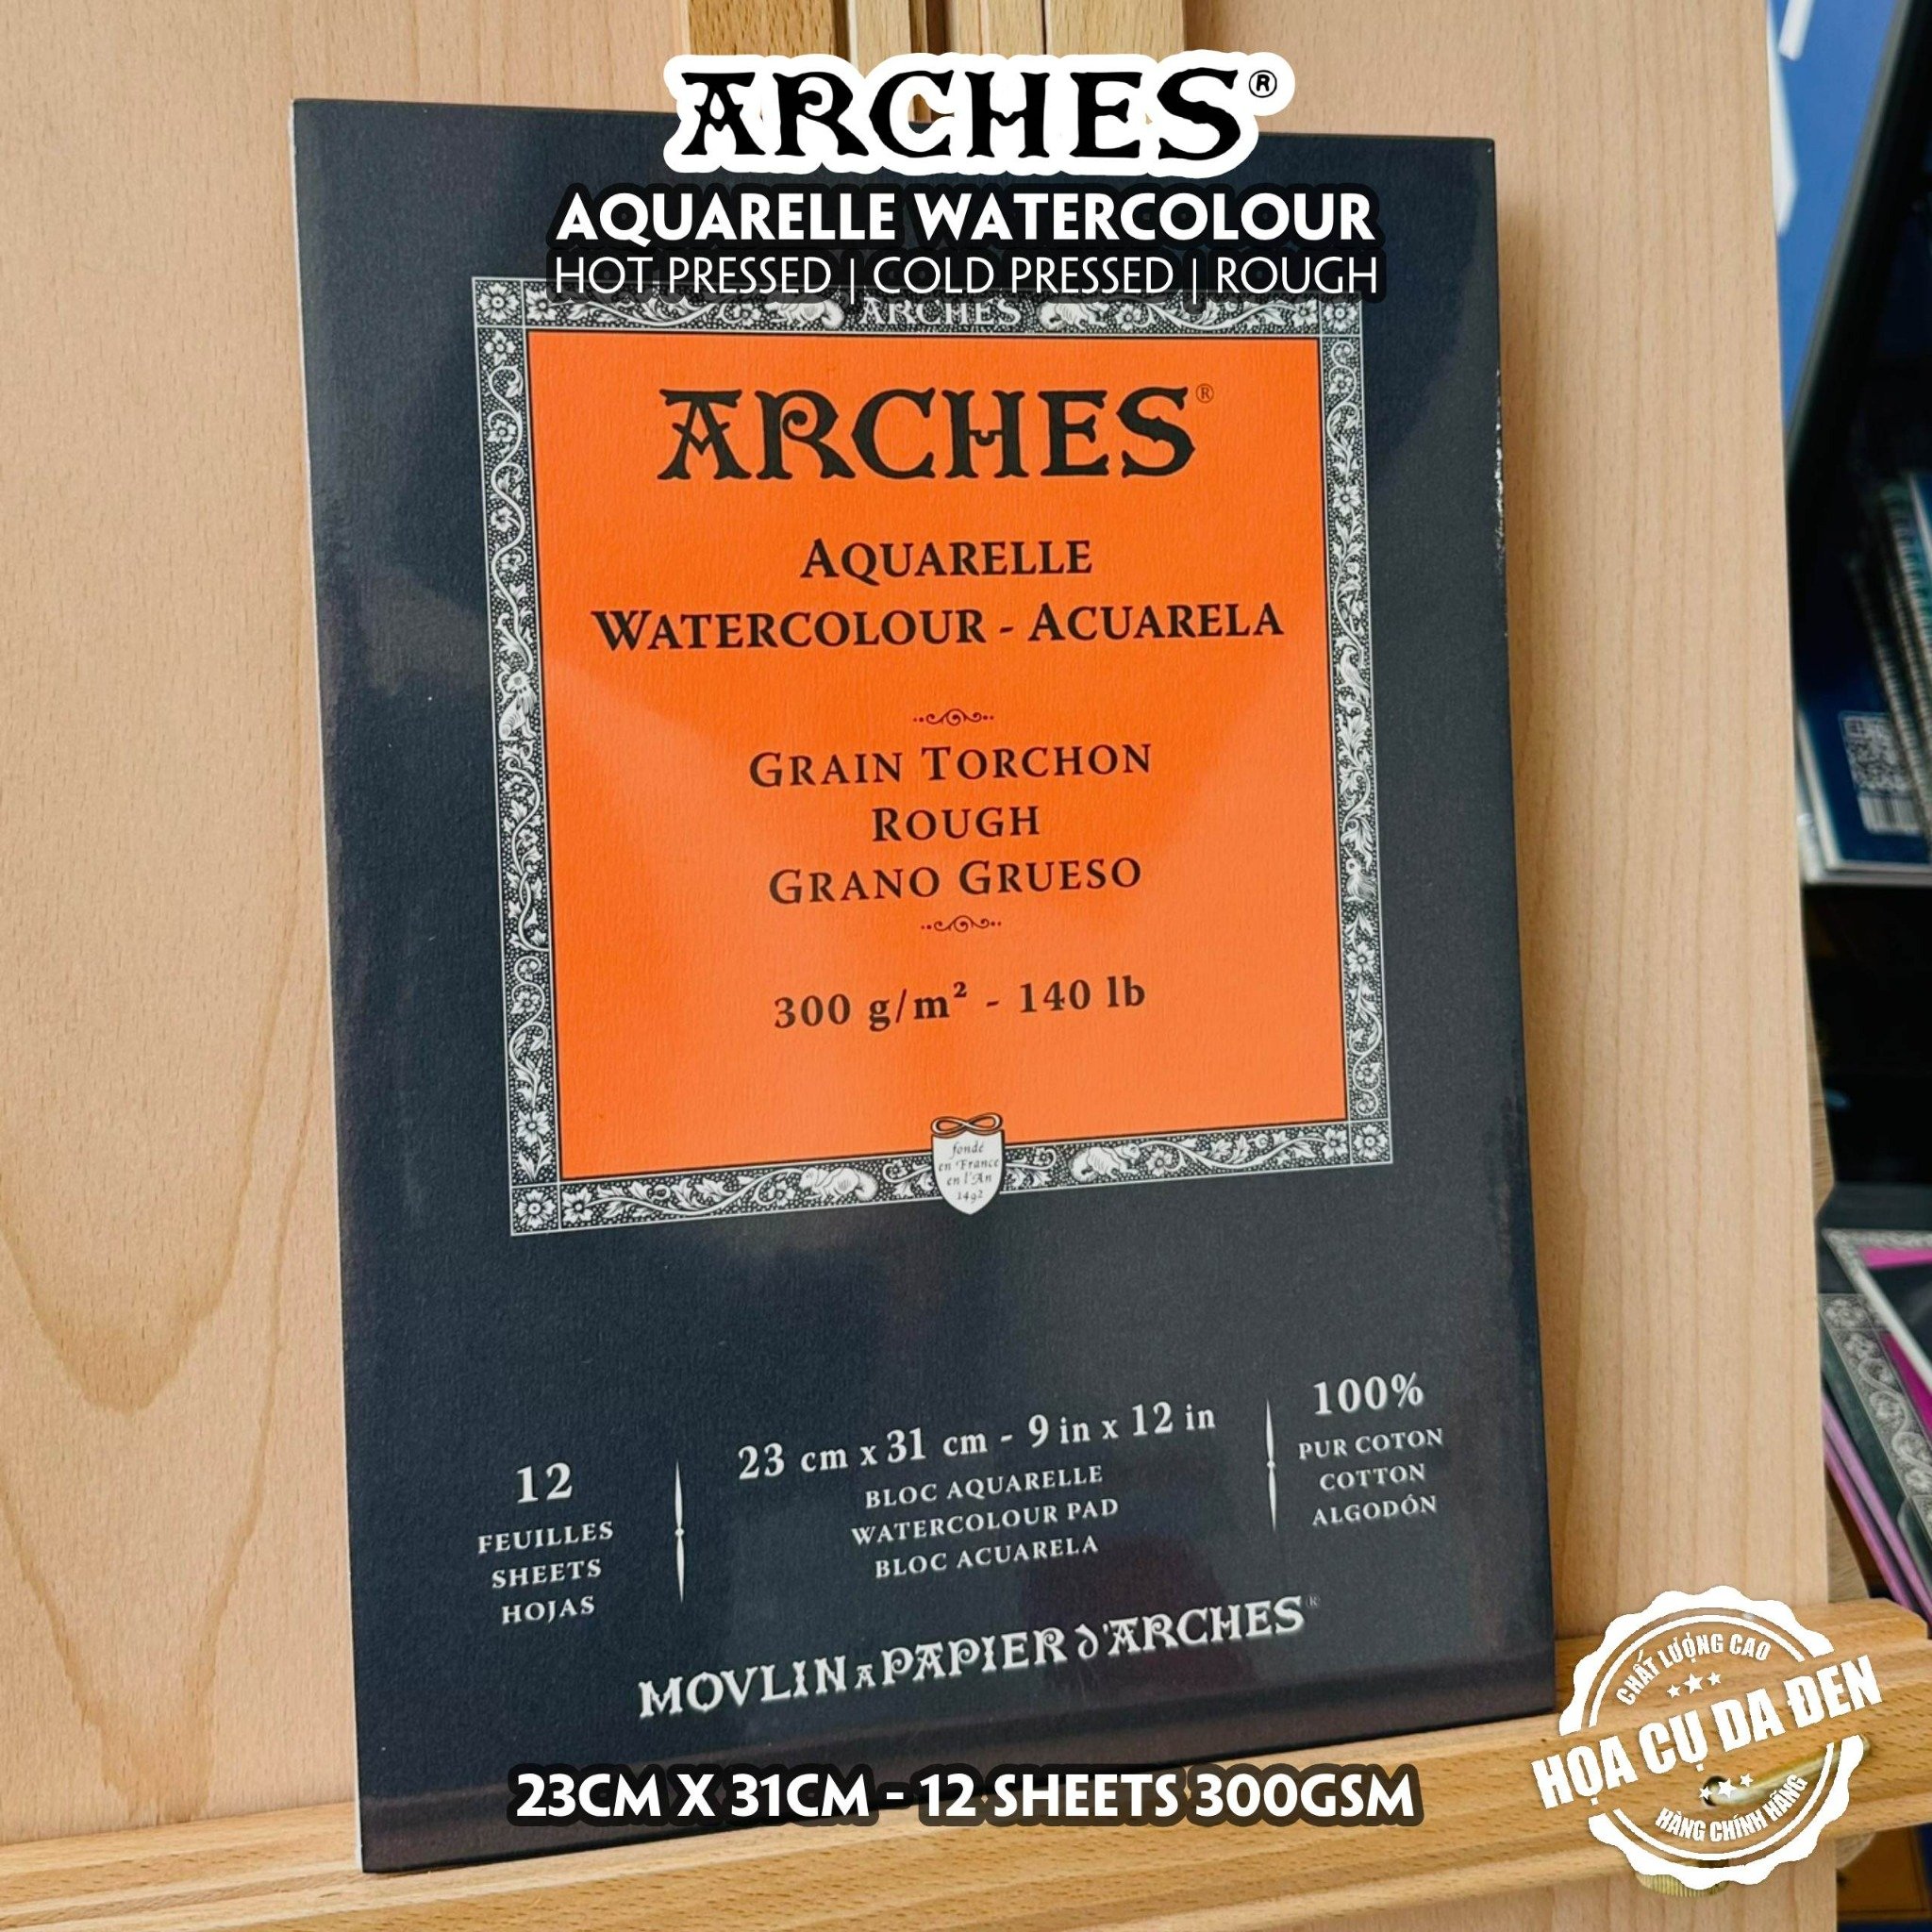 ARCHES®
AQUARELLE WATERCOLOUR
HOT PRESSED | COLD PRESSED | ROUGH
ARCHES
ARCHES®
AQUARELLE
WATERCOLOUR - ACUARELA
GRAIN TORCHON
ROUGH
GRANO GRUESO
300 g/m² - 140 lb
fondé
en France
en l'An
1492
12
FEUILLES
SHEETS
HOJAS
23 cm x 31 cm - 9 in x 12 in
BLOC AQUARELLE
WATERCOLOUR PAD
BLOC ACUARELA
100%
PUR COTON
COTTON
ALGODÓN
MOVLIN A PAPIER d'ARCHES®
23CM X 31CM - 12 SHEETS 300GSM
CHẤT LƯỢNG CAO
HỌA CỤ DA ĐEN
HÀNG CHÍNH HÃNG